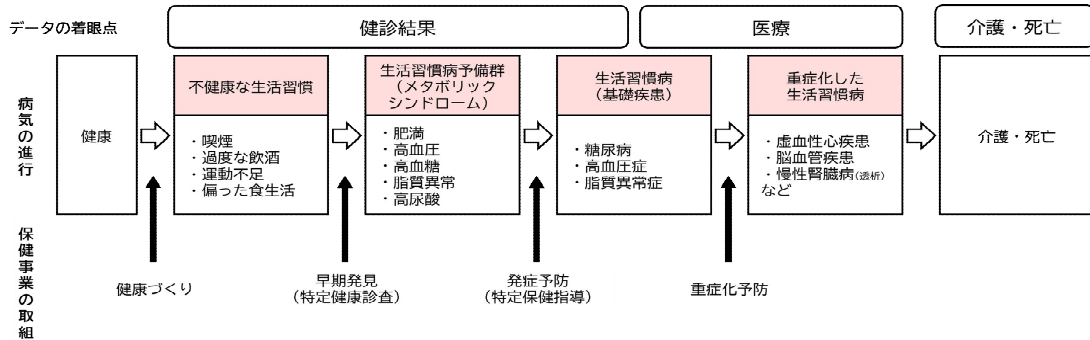 データの着眼点
健診結果
医療
介護・死亡
病気の進行
健康
不健康な生活習慣
・喫煙
・過度な飲酒
・運動不足
・偏った食生活
生活習慣病予備群
（メタボリック
シンドローム）
・肥満
・高血圧
・高血糖
・脂質異常
・高尿酸
生活習慣病
（基礎疾患）
・糖尿病
・高血圧症
・脂質異常症
重症化した
生活習慣病
・虚血性心疾患
・脳血管疾患
・慢性腎臓病（透析）
など
介護・死亡
保健事業の取組
健康づくり
早期発見
（特定健康診査）
発症予防
（特定保健指導）
重症化予防